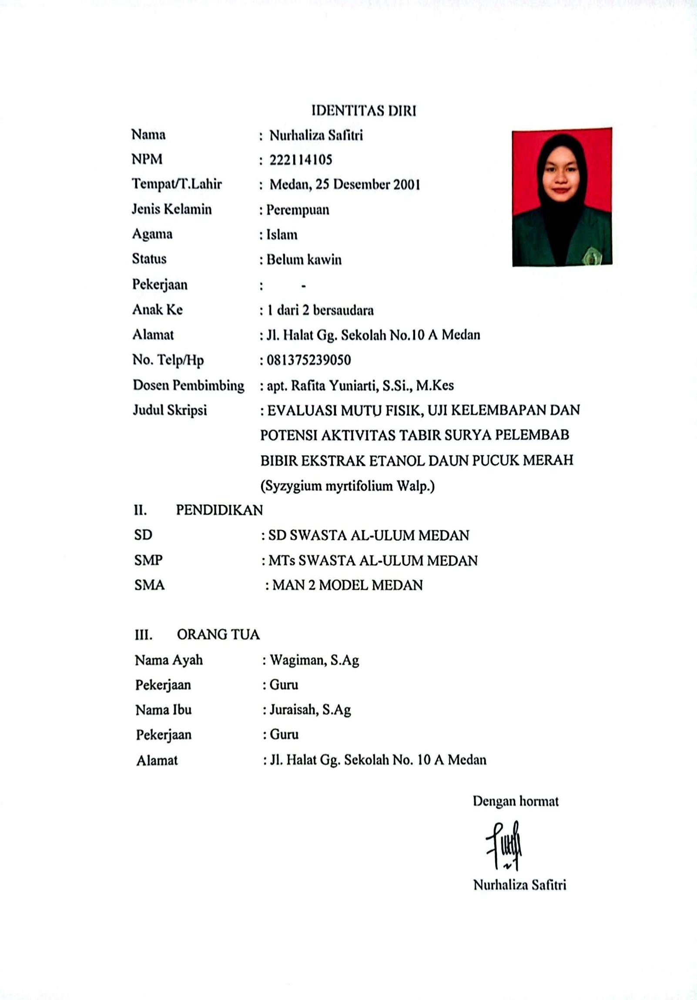 IDENTITAS DIRI
Nama : Nurhaliza Safitri
NPM : 222114105
Tempat/T.Lahir : Medan, 25 Desember 2001
Jenis Kelamin : Perempuan
Agama : Islam
Status : Belum kawin
Pekerjaan : -
Anak Ke : 1 dari 2 bersaudara
Alamat : Jl. Halat Gg. Sekolah No.10 A Medan
No. Telp/Hp : 081375239050
Dosen Pembimbing : apt. Rafita Yuniarti, S.Si., M.Kes
Judul Skripsi : EVALUASI MUTU FISIK, UJI KELEMBAPAN DAN
POTENSI AKTIVITAS TABIR SURYA PELEMBAB
BIBIR EKSTRAK ETANOL DAUN PUCUK MERAH
(Syzygium myrtifolium Walp.)
II. PENDIDIKAN
SD : SD SWASTA AL-ULUM MEDAN
SMP : MTs SWASTA AL-ULUM MEDAN
SMA : MAN 2 MODEL MEDAN
III. ORANG TUA
Nama Ayah : Wagiman, S.Ag
Pekerjaan : Guru
Nama Ibu : Juraisah, S.Ag
Pekerjaan : Guru
Alamat : Jl. Halat Gg. Sekolah No. 10 A Medan
Dengan hormat
Nurhaliza Safitri